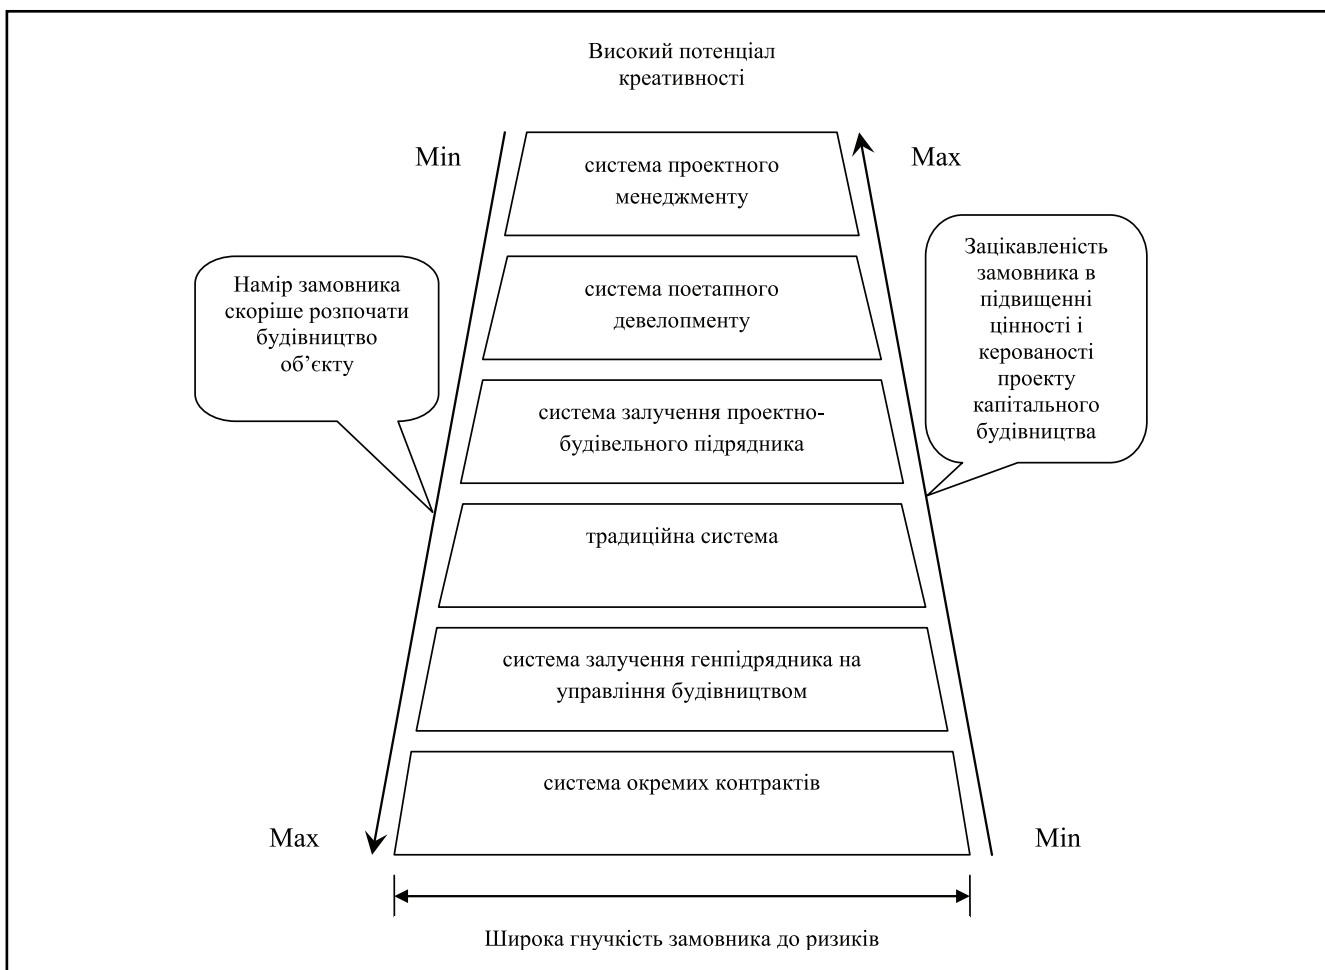 Високий потенціал
креативності
Min
Max
система проектного
менеджменту
Зацікавленість
замовника в
підвищенні
цінності і
керованості
проекту
капітального
будівництва
Намір замовника
скоріше розпочати
будівництво
об’єкту
система поетапного
девелопменту
система залучення проектно-
будівельного підрядника
традиційна система
система залучення генпідрядника на
управління будівництвом
система окремих контрактів
Max
Min
Широка гнучкість замовника до ризиків